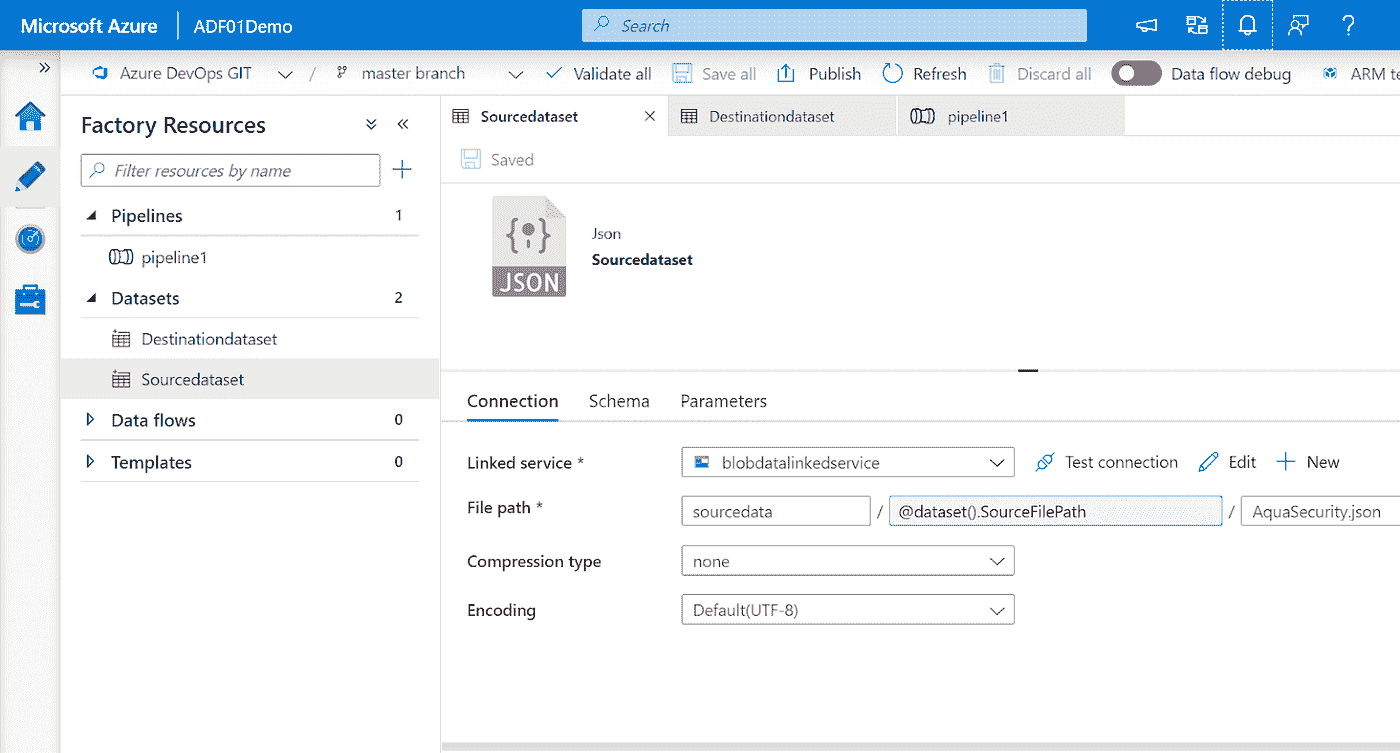 Microsoft Azure ADF01Demo Search ?
Azure DevOps GIT / master branch Validate all Save all Publish Refresh Discard all Data flow debug ARM te
Factory Resources
Filter resources by name
Pipelines 1
pipeline1
Datasets 2
Destinationdataset
Sourcedataset
Data flows 0
Templates 0
Sourcedataset Destinationdataset pipeline1
Saved
{ } JSON
Json
Sourcedataset
Connection Schema Parameters
Linked service * blobdatalinkedservice Test connection Edit New
File path * sourcedata / @dataset().SourceFilePath / AquaSecurity.json
Compression type none
Encoding Default(UTF-8)